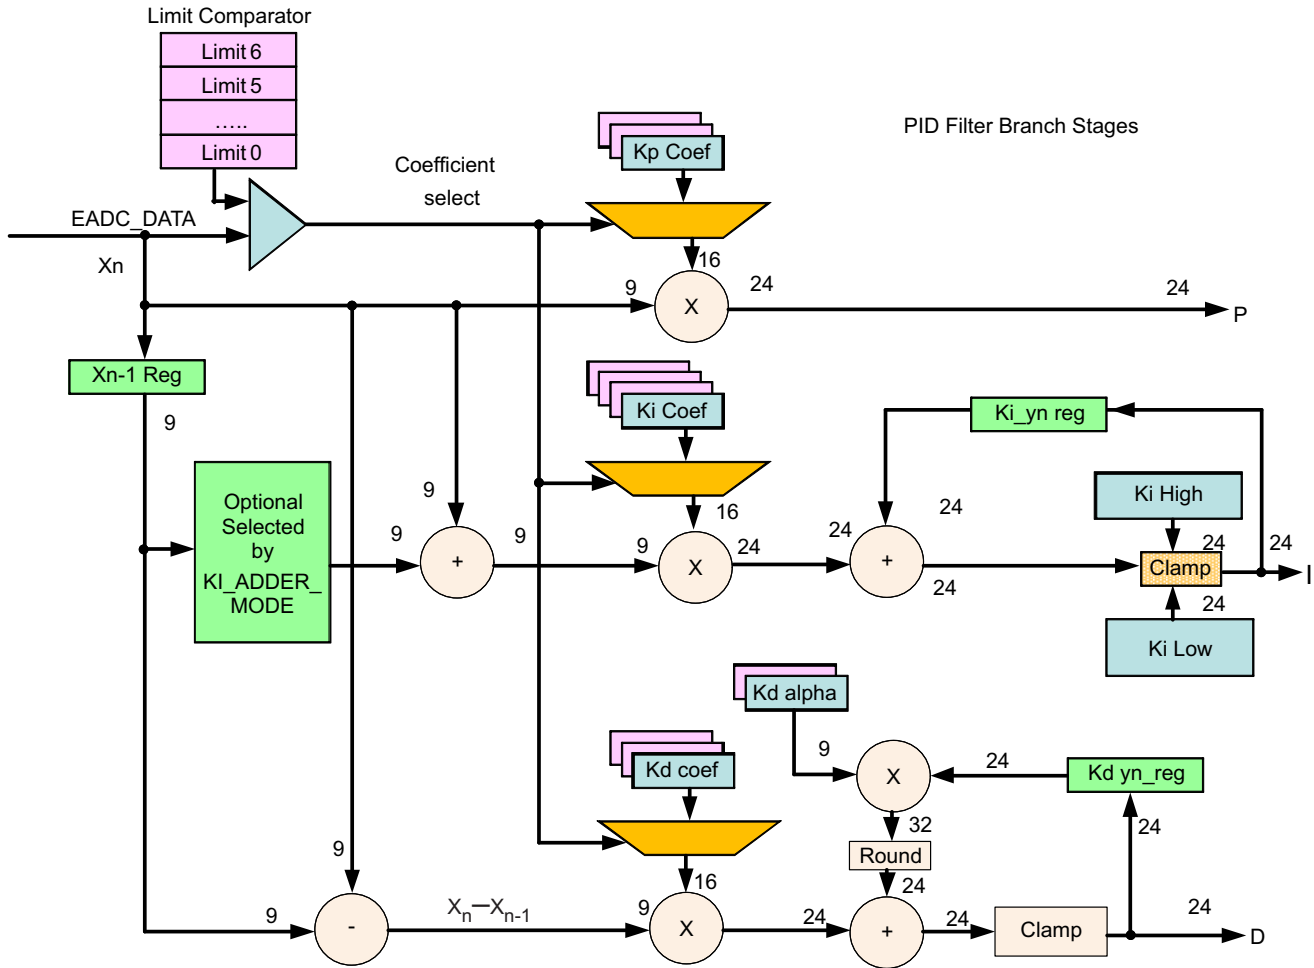 Limit Comparator
Limit 6
Limit 5
.....
Limit 0
PID Filter Branch Stages
Kp Coef
Coefficient
select
EADC_DATA
Xn
16
9
24
24
X
P
Xn-1 Reg
9
Ki Coef
Ki_yn reg
Optional
Selected
by
KI_ADDER_
MODE
9
9
+
9
16
9
X
24
24
24
+
24
Ki High
24
24
Clamp
I
24
Ki Low
Kd alpha
9
X
24
Kd yn_reg
Kd coef
32
24
Round
9
16
24
9
Xn—Xn-1
9
24
24
24
-
X
+
Clamp
D